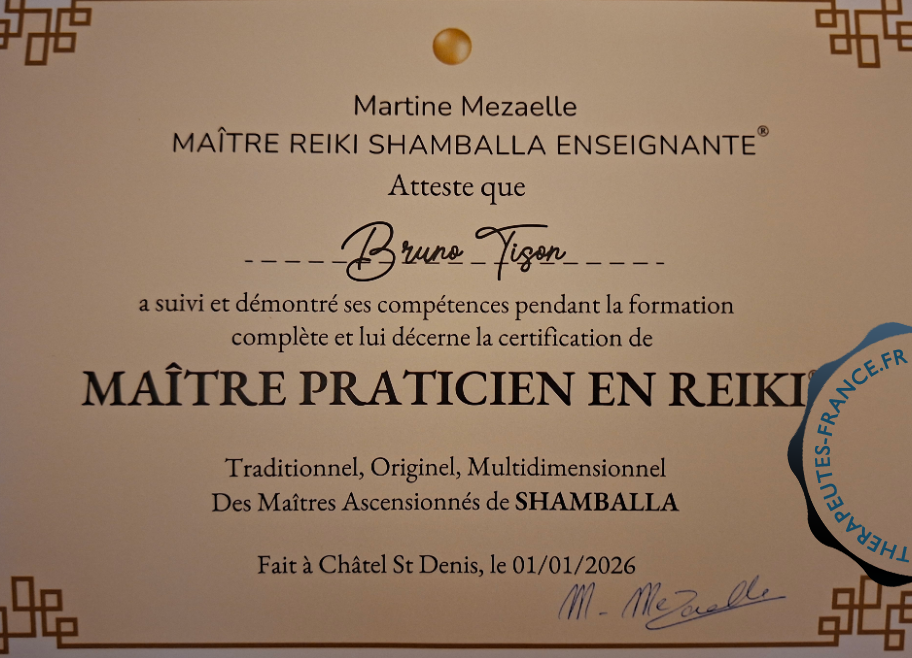 Martine Mezaelle
MAÎTRE REIKI SHAMBALLA ENSEIGNANTE®
Atteste que
Bruno Tison
a suivi et démontré ses compétences pendant la formation
complète et lui décerne la certification de
MAÎTRE PRATICIEN EN REIKI®
Traditionnel, Originel, Multidimensionnel
Des Maîtres Ascensionnés de SHAMBALLA
Fait à Châtel St Denis, le 01/01/2026
M. Mezaelle
THERAPEUTES-FRANCE.FR
TH